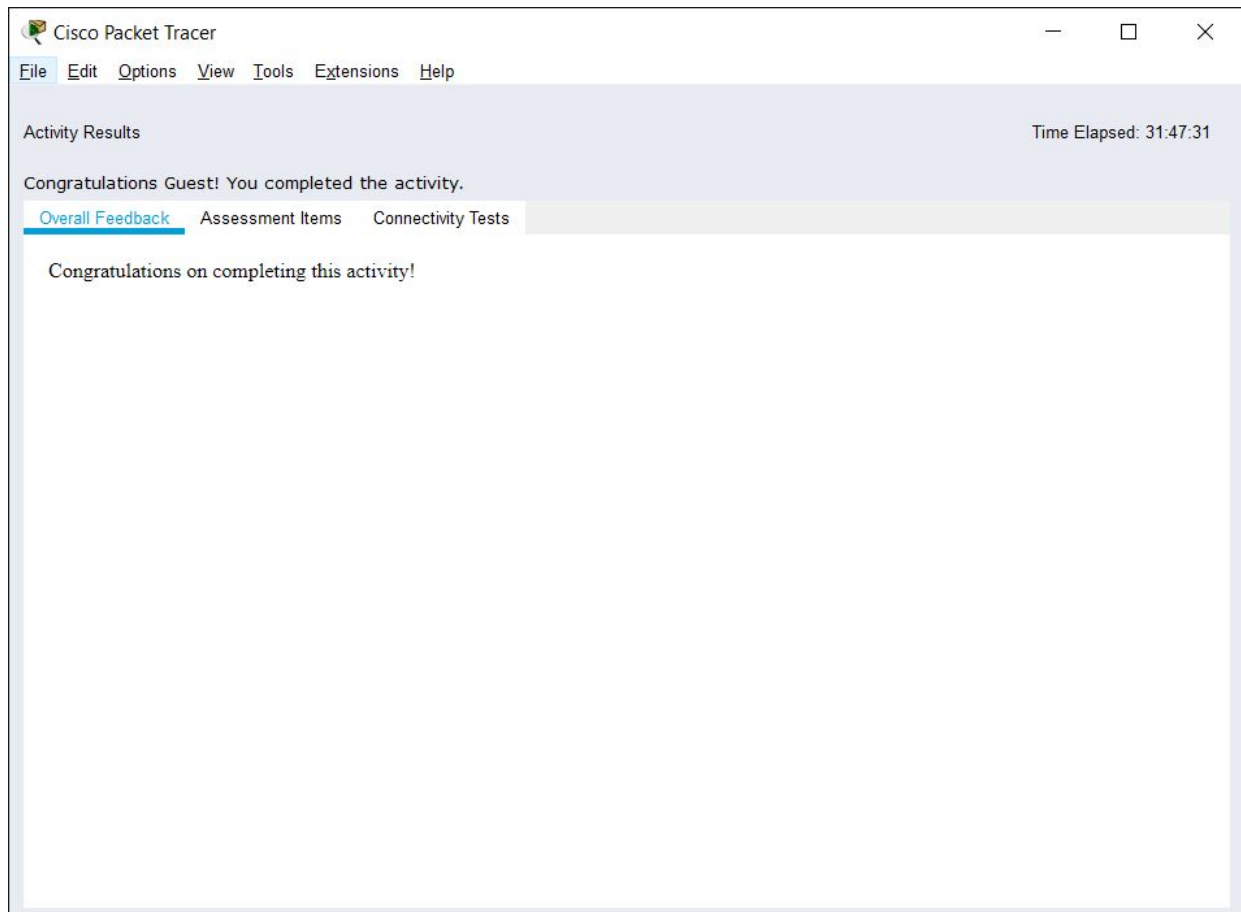 Cisco Packet Tracer
File Edit Options View Tools Extensions Help
Activity Results Time Elapsed: 31:47:31
Congratulations Guest! You completed the activity.
Overall Feedback Assessment Items Connectivity Tests
Congratulations on completing this activity!